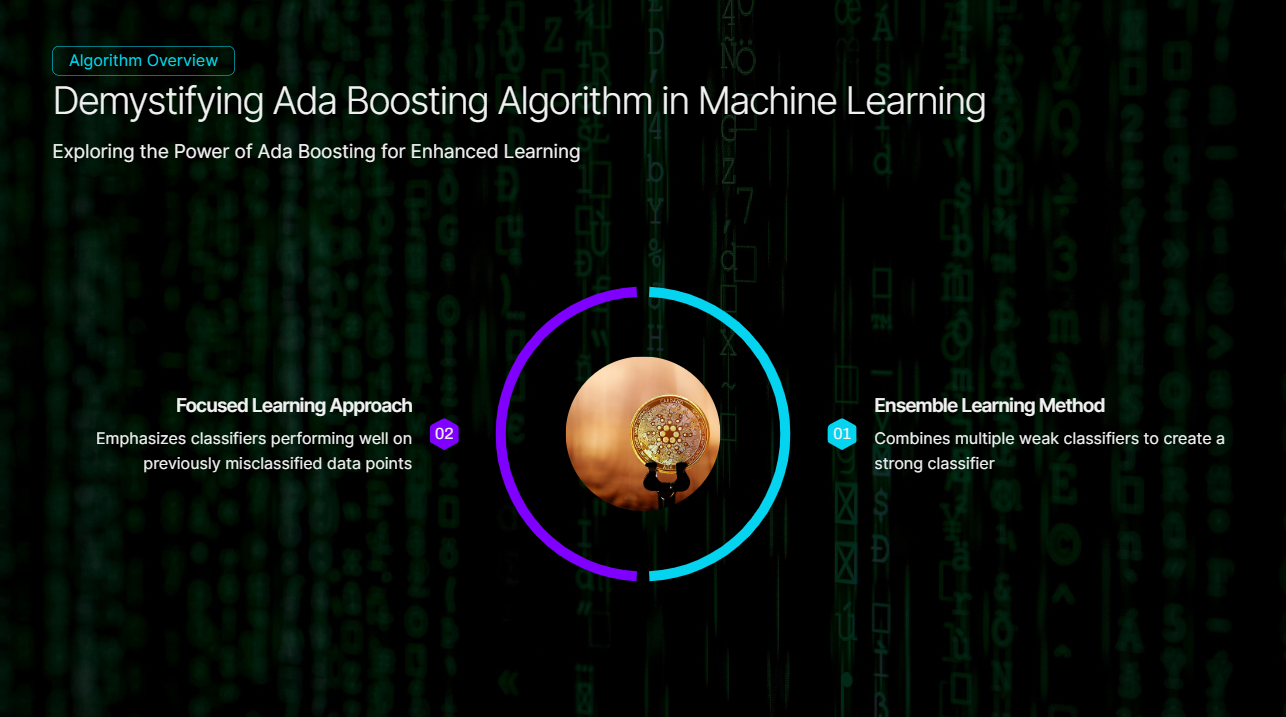 Algorithm Overview
Demystifying Ada Boosting Algorithm in Machine Learning
Exploring the Power of Ada Boosting for Enhanced Learning
Focused Learning Approach
Emphasizes classifiers performing well on
previously misclassified data points
02
01
Ensemble Learning Method
Combines multiple weak classifiers to create a
strong classifier